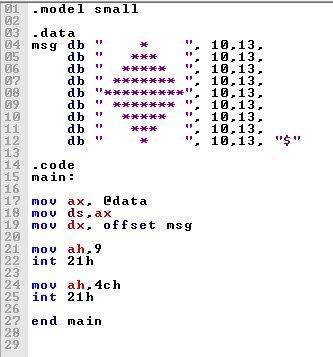 01 .model small
02
03 .data
04 msg db "    *    ", 10,13,
05     db "   ***   ", 10,13,
06     db "  *****  ", 10,13,
07     db " ******* ", 10,13,
08     db "*********", 10,13,
09     db " ******* ", 10,13,
10     db "  *****  ", 10,13,
11     db "   ***   ", 10,13,
12     db "    *    ", 10,13, "$"
13
14 .code
15 main:
16
17 mov ax, @data
18 mov ds,ax
19 mov dx, offset msg
20
21 mov ah,9
22 int 21h
23
24 mov ah,4ch
25 int 21h
26
27 end main
28
29